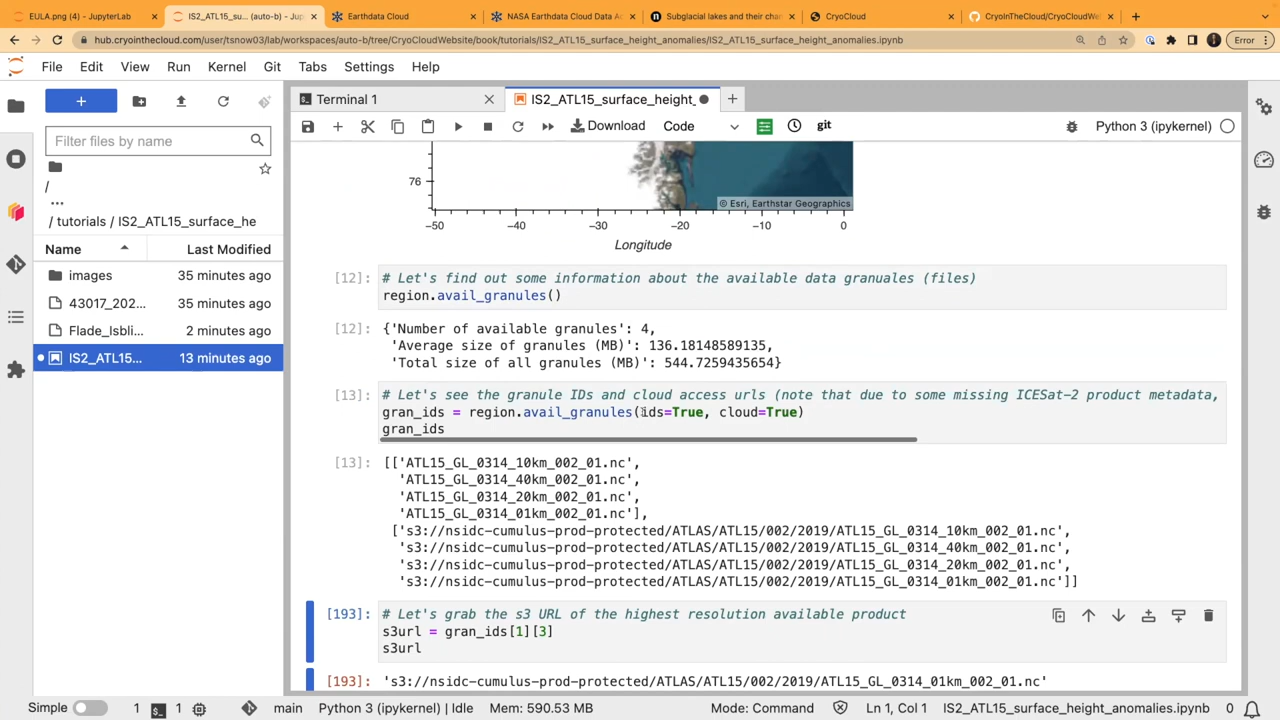 EULA.png (4) - JupyterLab
IS2_ATL15_su... (auto-b) - Jup
Earthdata Cloud
NASA Earthdata Cloud Data A
Subglacial lakes and their chan
CryoCloud
CryoInTheCloud/CryoCloudWe
hub.cryointhecloud.com/user/tsnow03/lab/workspaces/auto-b/tree/CryoCloudWebsite/book/tutorials/IS2_ATL15_surface_height_anomalies/IS2_ATL15_surface_height_anomalies.ipynb
Error
File Edit View Run Kernel Git Tabs Settings Help
Terminal 1
IS2_ATL15_surface_height_
Filter files by name
Download
Code
git
Python 3 (ipykernel)
/
...
/ tutorials / IS2_ATL15_surface_he
Name Last Modified
images 35 minutes ago
43017_202... 35 minutes ago
Flade_Isbli... 2 minutes ago
IS2_ATL15... 13 minutes ago
76
© Esri, Earthstar Geographics
−50 −40 −30 −20 −10 0
Longitude
[12]: # Let's find out some information about the available data granuales (files)
region.avail_granules()
[12]: {'Number of available granules': 4,
'Average size of granules (MB)': 136.18148589135,
'Total size of all granules (MB)': 544.7259435654}
[13]: # Let's see the granule IDs and cloud access urls (note that due to some missing ICESat-2 product metadata,
gran_ids = region.avail_granules(ids=True, cloud=True)
gran_ids
[13]: [['ATL15_GL_0314_10km_002_01.nc',
'ATL15_GL_0314_40km_002_01.nc',
'ATL15_GL_0314_20km_002_01.nc',
'ATL15_GL_0314_01km_002_01.nc'],
['s3://nsidc-cumulus-prod-protected/ATLAS/ATL15/002/2019/ATL15_GL_0314_10km_002_01.nc',
's3://nsidc-cumulus-prod-protected/ATLAS/ATL15/002/2019/ATL15_GL_0314_40km_002_01.nc',
's3://nsidc-cumulus-prod-protected/ATLAS/ATL15/002/2019/ATL15_GL_0314_20km_002_01.nc',
's3://nsidc-cumulus-prod-protected/ATLAS/ATL15/002/2019/ATL15_GL_0314_01km_002_01.nc']]
[193]: # Let's grab the s3 URL of the highest resolution available product
s3url = gran_ids[1][3]
s3url
[193]: 's3://nsidc-cumulus-prod-protected/ATLAS/ATL15/002/2019/ATL15_GL_0314_01km_002_01.nc'
Simple 1 1 main Python 3 (ipykernel) | Idle Mem: 590.53 MB Mode: Command Ln 1, Col 1 IS2_ATL15_surface_height_anomalies.ipynb 0